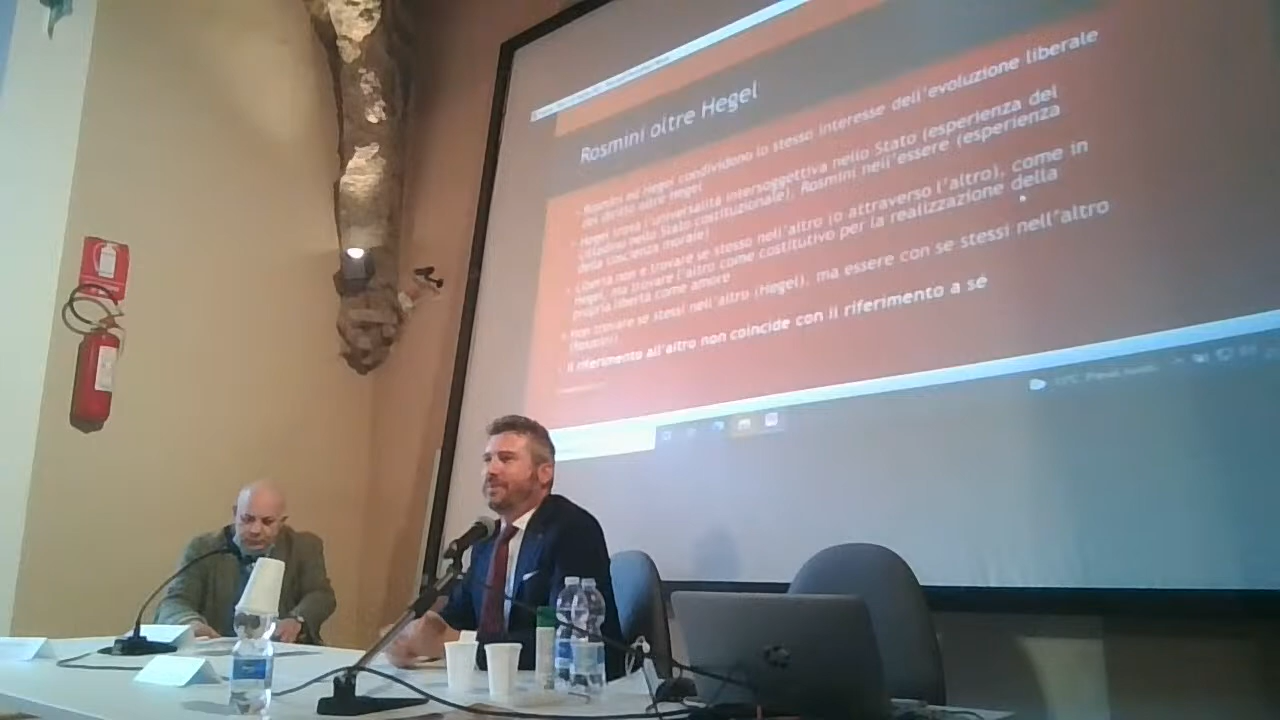 Rosmini oltre Hegel
Rosmini ed Hegel condividono lo stesso interesse dell'evoluzione liberale
del diritto oltre Hegel
Hegel trova l'universalità intersoggettiva nello Stato (esperienza del
cittadino nello Stato costituzionale), Rosmini nell'essere (esperienza
della coscienza morale)
Libertà non è trovare se stesso nell'altro (o attraverso l'altro), come in
Hegel, ma trovare l'altro come costitutivo per la realizzazione della
propria libertà come amore
Non trovare se stessi nell'altro (Hegel), ma essere con se stessi nell'altro
(Rosmini)
Il riferimento all'altro non coincide con il riferimento a sé